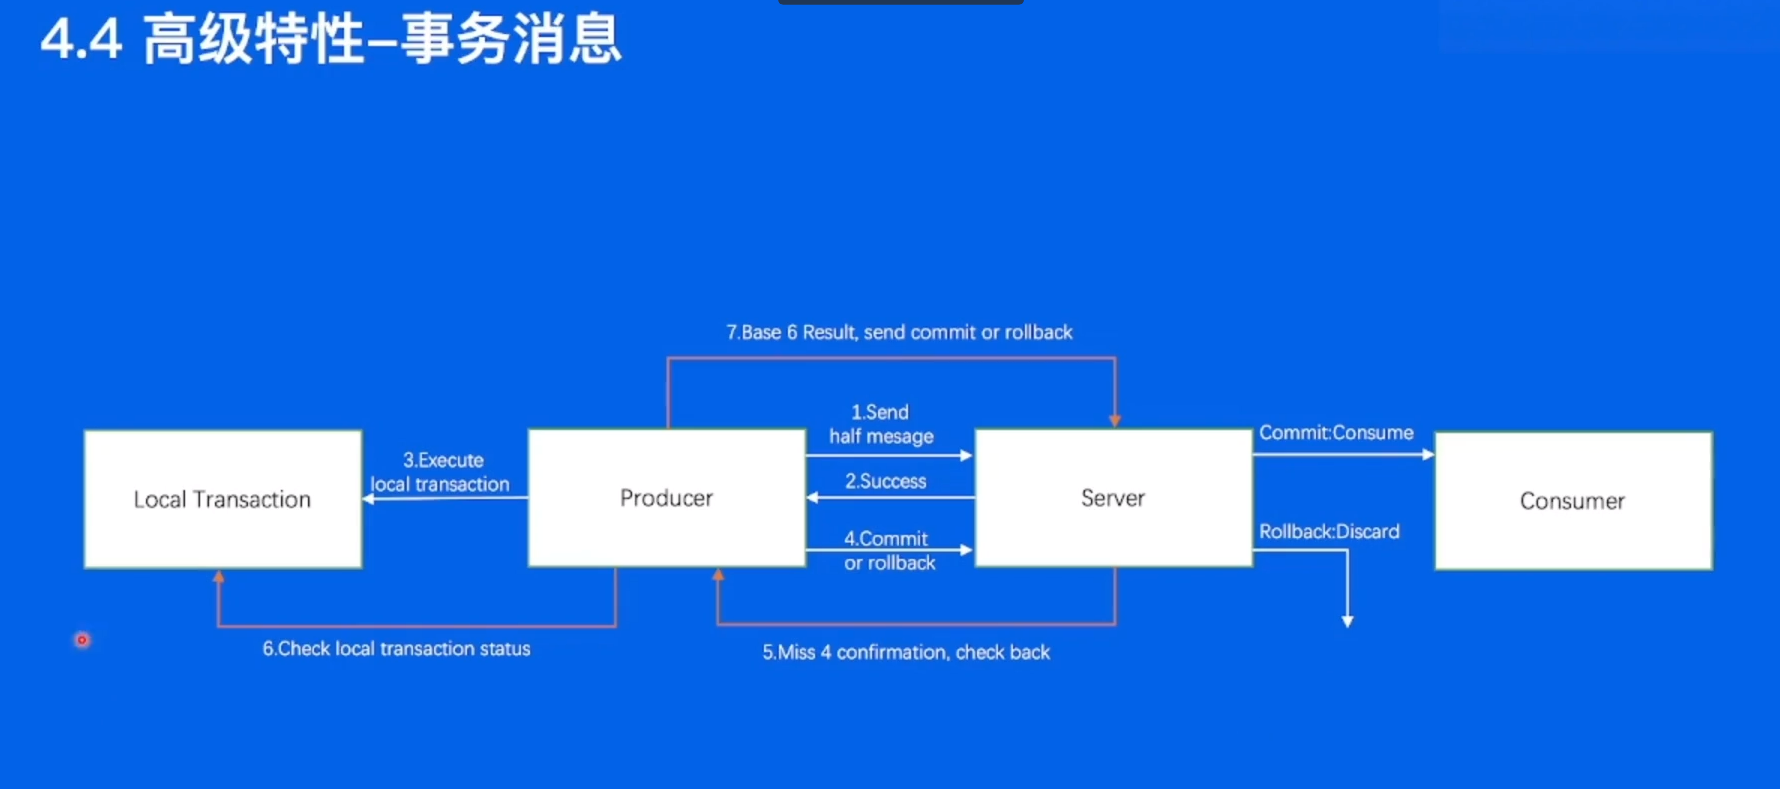 4.4 高级特性–事务消息
7.Base 6 Result, send commit or rollback
1.Send
half mesage
Commit:Consume
3.Execute
local transaction
2.Success
Local Transaction
Producer
Server
Consumer
4.Commit
or rollback
Rollback:Discard
6.Check local transaction status
5.Miss 4 confirmation, check back